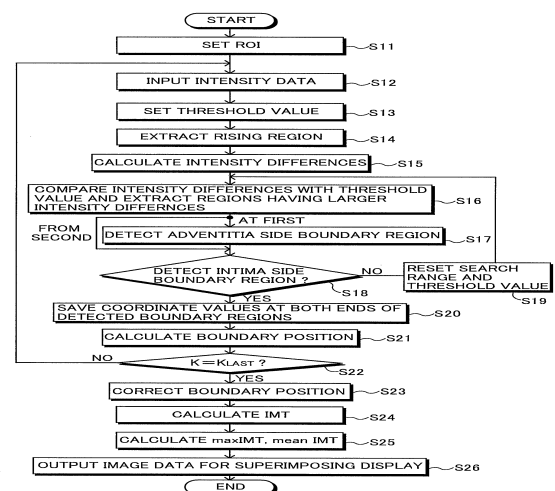 START
SET ROI
S11
INPUT INTENSITY DATA
S12
SET THRESHOLD VALUE
S13
EXTRACT RISING REGION
S14
CALCULATE INTENSITY DIFFERENCES
S15
COMPARE INTENSITY DIFFERENCES WITH THRESHOLD
VALUE AND EXTRACT REGIONS HAVING LARGER
INTENSITY DIFFERNCES
S16
FROM
SECOND
AT FIRST
DETECT ADVENTITIA SIDE BOUNDARY REGION
S17
DETECT INTIMA SIDE
BOUNDARY REGION ?
S18
NO
RESET SEARCH
RANGE AND
THRESHOLD VALUE
S19
YES
SAVE COORDINATE VALUES AT BOTH ENDS OF
DETECTED BOUNDARY REGIONS
S20
CALCULATE BOUNDARY POSITION
S21
NO
K=KLAST ?
S22
YES
CORRECT BOUNDARY POSITION
S23
CALCULATE IMT
S24
CALCULATE maxIMT, mean IMT
S25
OUTPUT IMAGE DATA FOR SUPERIMPOSING DISPLAY
S26
END